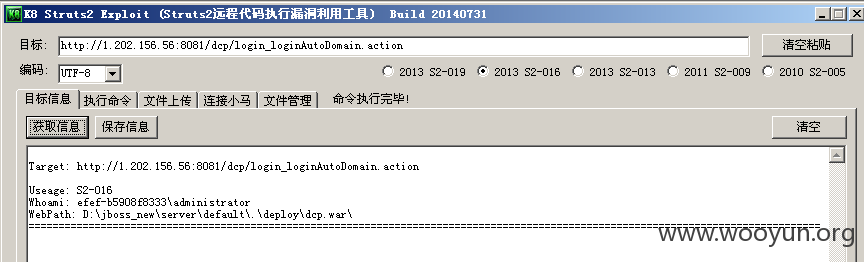 K8 K8 Struts2 Exploit (Struts2远程代码执行漏洞利用工具) Build 20140731
目标: http://1.202.156.56:8081/dcp/login_loginAutoDomain.action 清空粘贴
编码: UTF-8 2013 S2-019 2013 S2-016 2013 S2-013 2011 S2-009 2010 S2-005
目标信息 执行命令 文件上传 连接小马 文件管理 命令执行完毕!
获取信息 保存信息 清空
Target: http://1.202.156.56:8081/dcp/login_loginAutoDomain.action
Useage: S2-016
Whoami: efef-b5908f8333\administrator
WebPath: D:\jboss_new\server\default\.\deploy\dcp.war\
www.wooyun.org